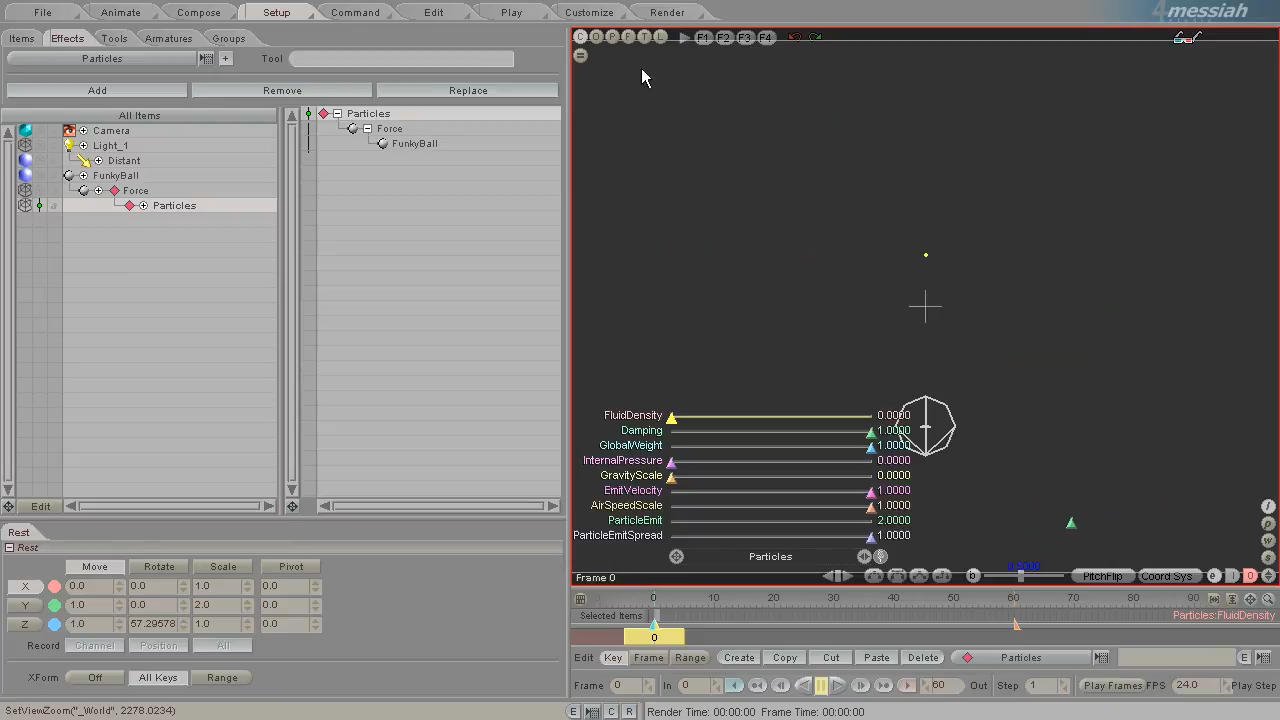 File Animate Compose Setup Command Edit Play Customize Render 4messiah
Items Effects Tools Armatures Groups
Particles + Tool
Add Remove Replace
All Items
Camera
Light_1
Distant
FunkyBall
Force
Particles
Particles
Force
FunkyBall
Edit
C O P F T L F1 F2 F3 F4
FluidDensity 0.0000
Damping 1.0000
GlobalWeight 1.0000
InternalPressure 0.0000
GravityScale 0.0000
EmitVelocity 1.0000
AirSpeedScale 1.0000
ParticleEmit 2.0000
ParticleEmitSpread 1.0000
Particles
Frame 0 b PitchFlip Coord Sys e
0 10 20 30 40 50 60 70 80 90
Selected Items Particles:FluidDensity
0
Edit Key Frame Range Create Copy Cut Paste Delete Particles E
Frame 0 In 0 60 Out Step 1 Play Frames FPS 24.0 Play Step
E C R Render Time: 00:00:00 Frame Time: 00:00:00
Rest
Rest
Move Rotate Scale Pivot
X 0.0 0.0 1.0 0.0
Y 1.0 0.0 2.0 0.0
Z 1.0 57.29578 1.0 0.0
Record Channel Position All
XForm Off All Keys Range
SetViewZoom("_World", 2278.0234)